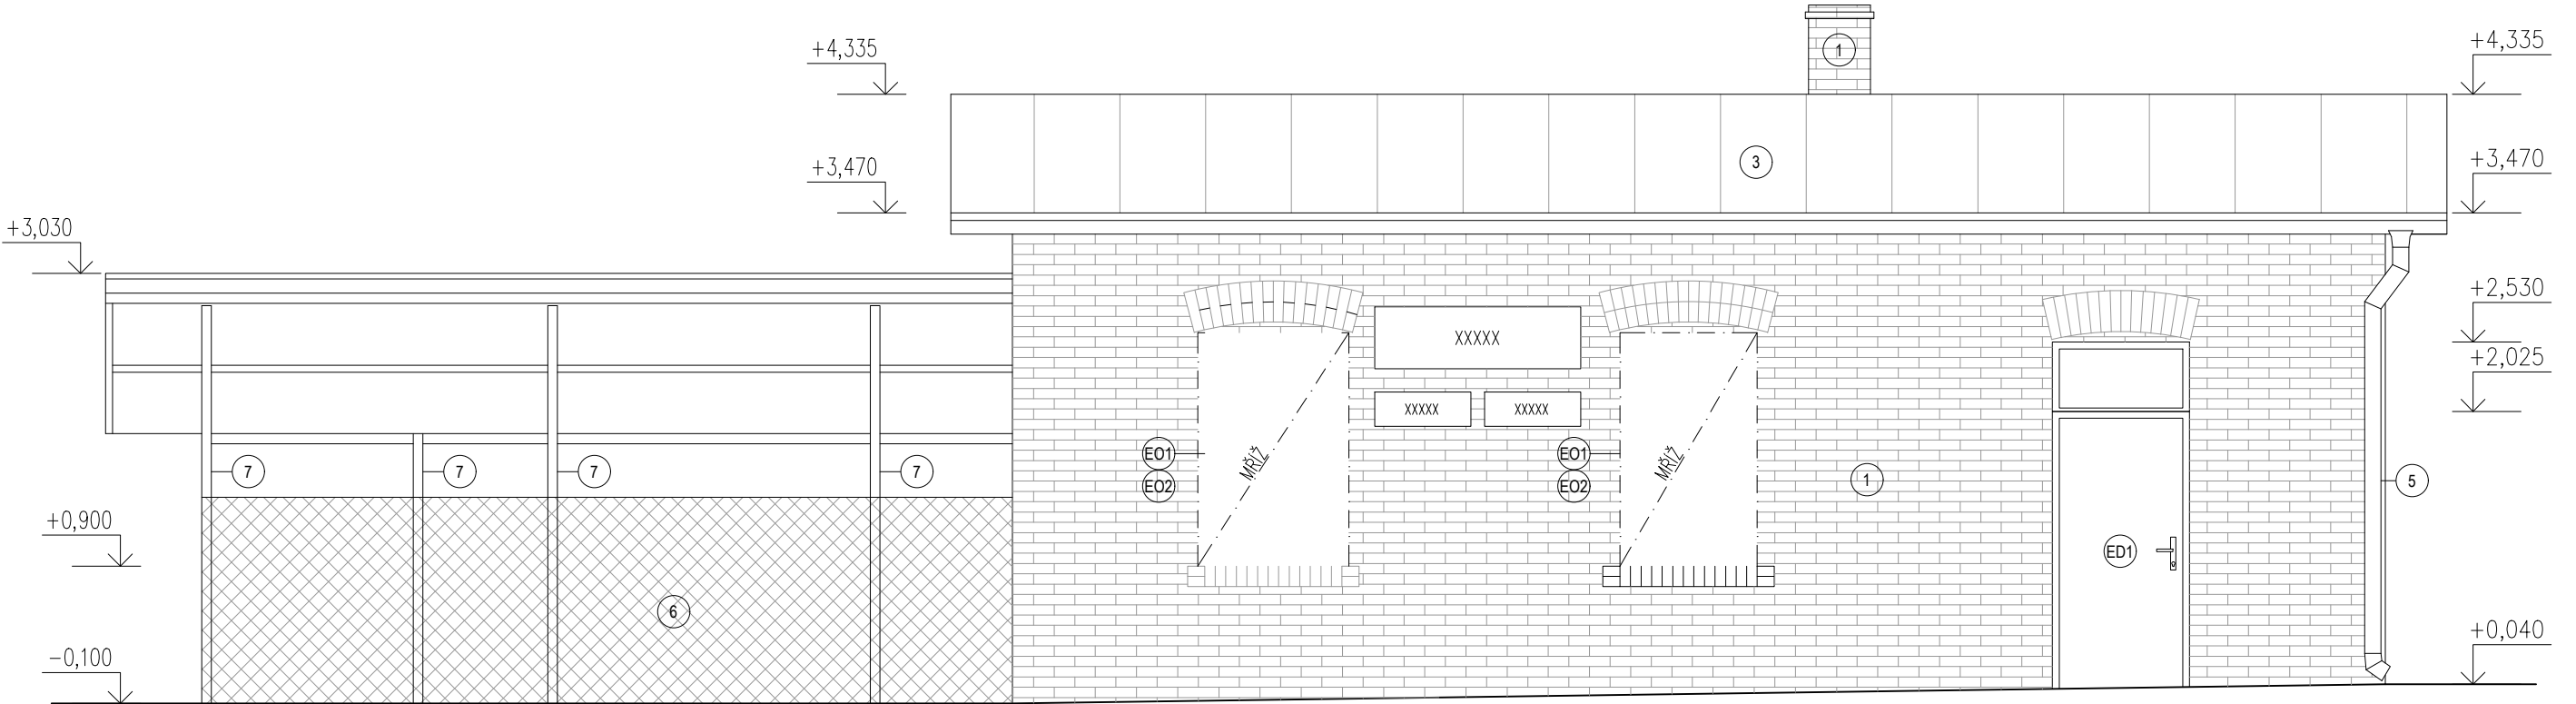 +4,335
+4,335
1
+3,470
3
+3,470
+3,030
+2,530
XXXXX
+2,025
XXXXX XXXXX
EO1 MŘÍŽ EO1 MŘÍŽ
7 7 7 7 1 5
EO2 EO2
+0,900
ED1
6
-0,100
+0,040